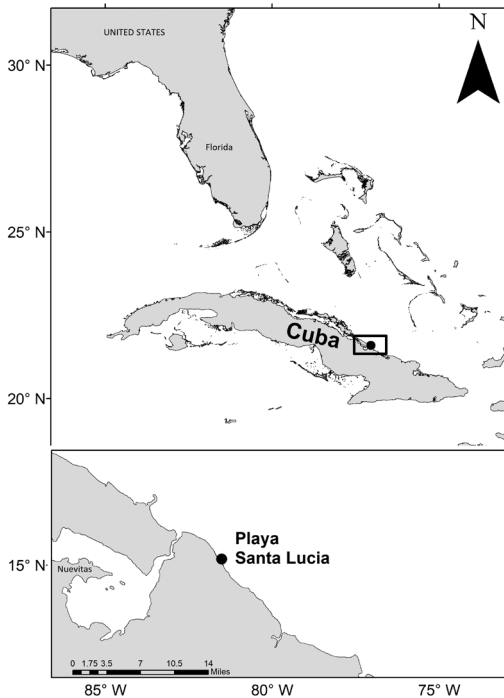 N
UNITED STATES
30° N
Florida
25° N
Cuba
20° N
Playa
Santa Lucia
15° N
Nuevitas
0 1.75 3.5 7 10.5 14
Miles
85° W 80° W 75° W